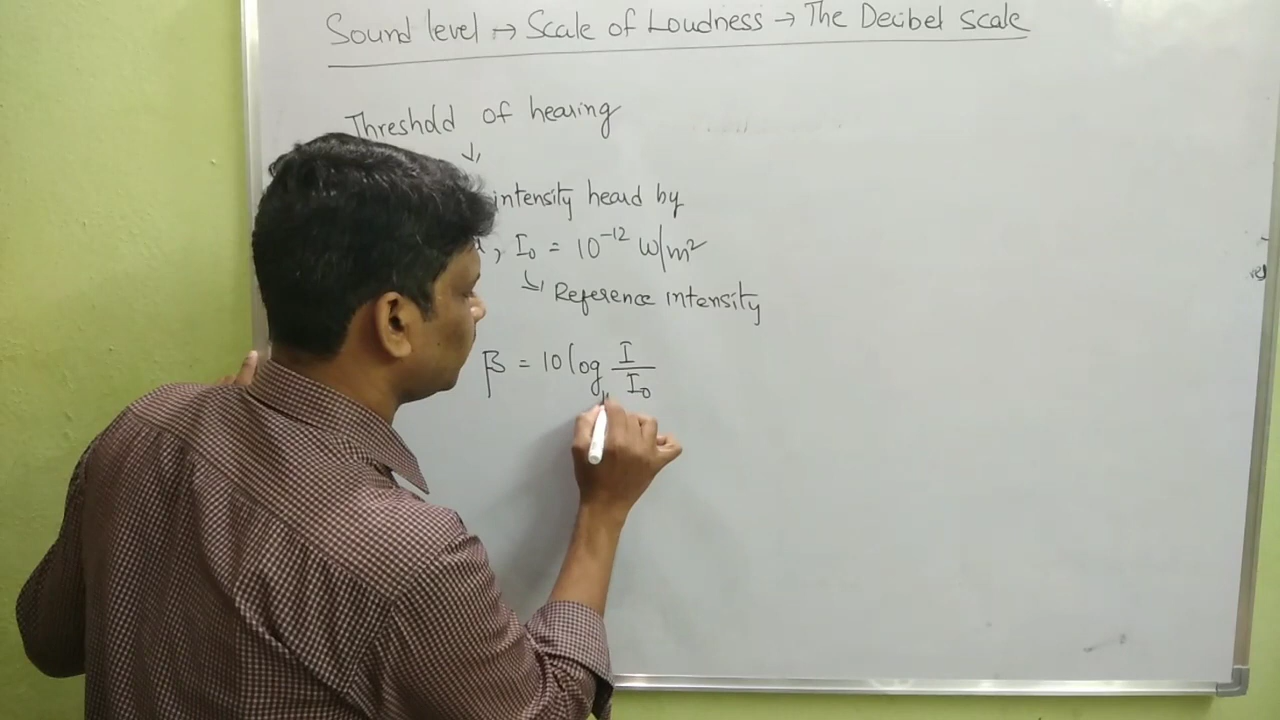 Sound level → Scale of Loudness → The Decibel Scale
Threshold of hearing
↓
intensity heard by
, I₀ = 10⁻¹² W/m²
↳ Reference intensity
β = 10 log I/I₀